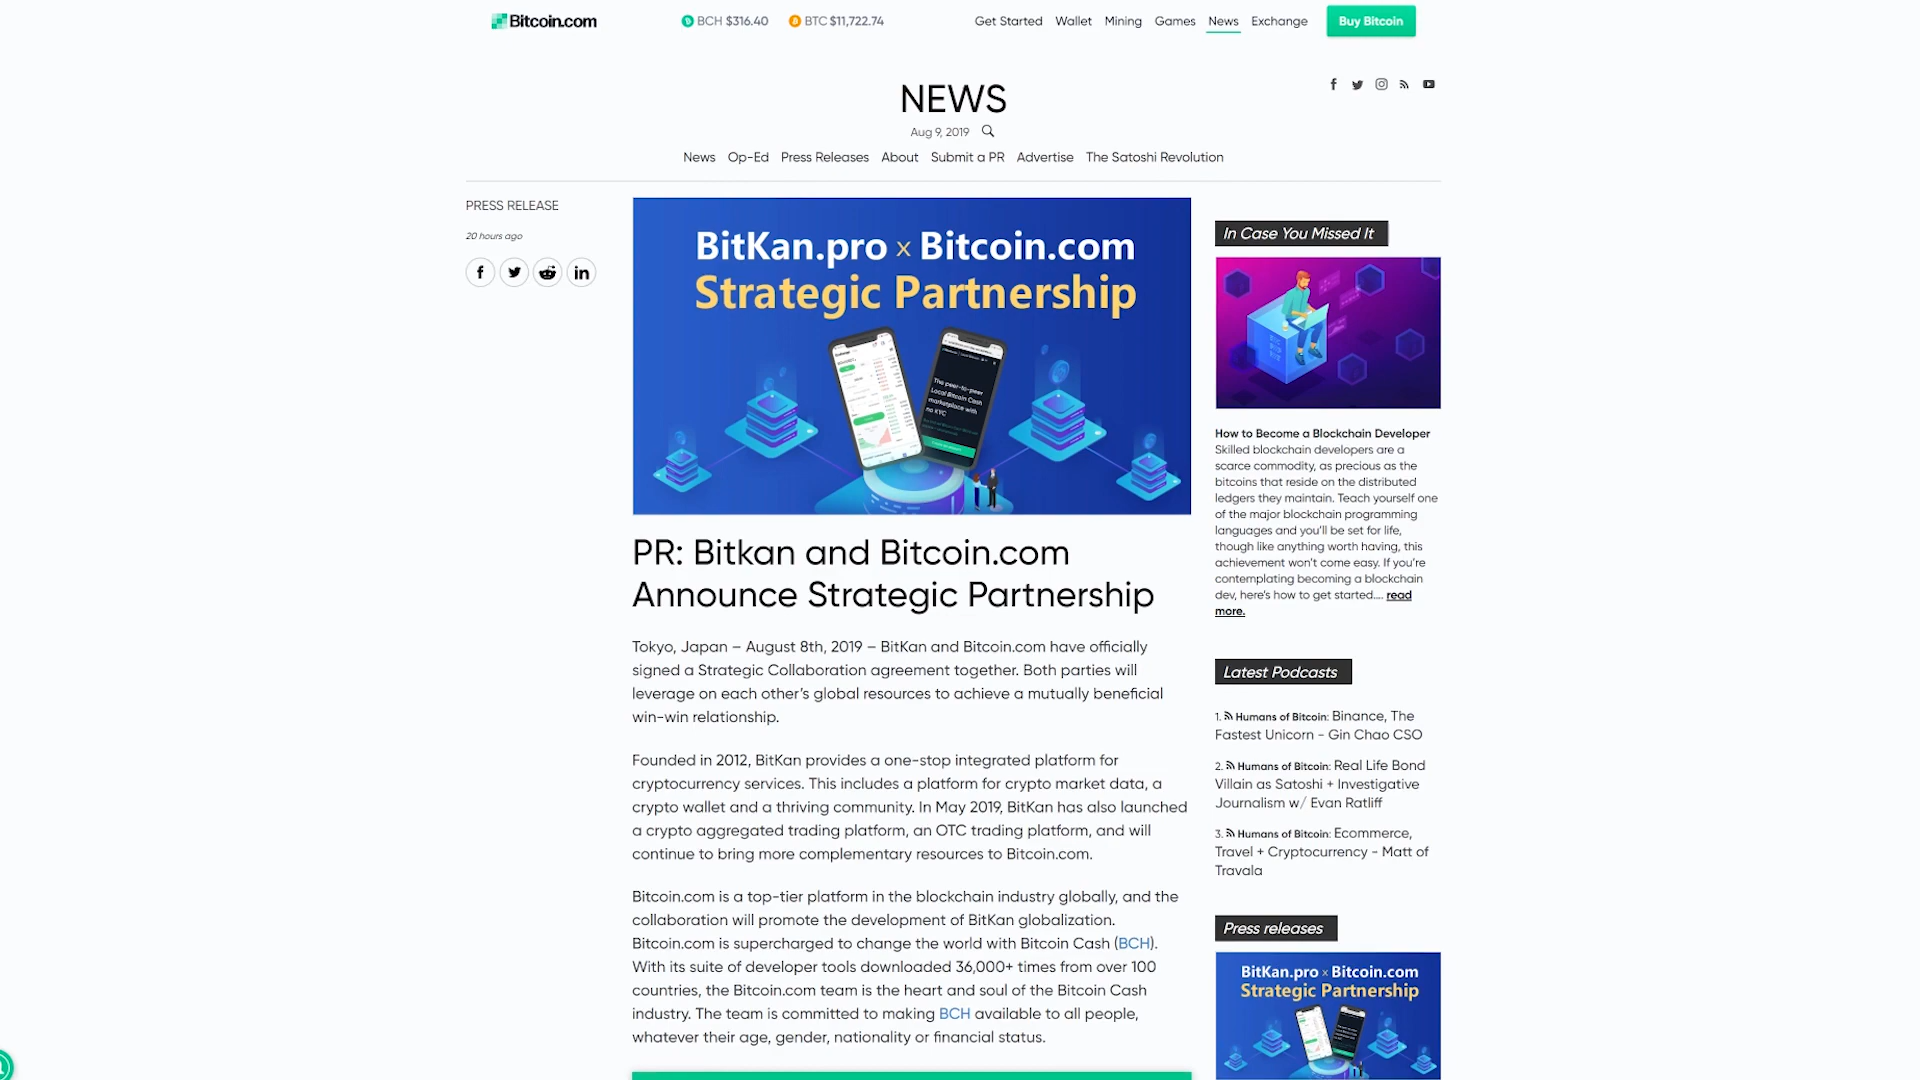 Bitcoin.com
BCH $316.40
BTC $11,722.74
Get Started Wallet Mining Games News Exchange
Buy Bitcoin
NEWS
Aug 9, 2019
News Op-Ed Press Releases About Submit a PR Advertise The Satoshi Revolution
PRESS RELEASE
20 hours ago
BitKan.pro x Bitcoin.com
Strategic Partnership
The peer-to-peer
Local Bitcoin Cash
marketplace with
no KYC
PR: Bitkan and Bitcoin.com
Announce Strategic Partnership
Tokyo, Japan – August 8th, 2019 – BitKan and Bitcoin.com have officially
signed a Strategic Collaboration agreement together. Both parties will
leverage on each other's global resources to achieve a mutually beneficial
win-win relationship.
Founded in 2012, BitKan provides a one-stop integrated platform for
cryptocurrency services. This includes a platform for crypto market data, a
crypto wallet and a thriving community. In May 2019, BitKan has also launched
a crypto aggregated trading platform, an OTC trading platform, and will
continue to bring more complementary resources to Bitcoin.com.
Bitcoin.com is a top-tier platform in the blockchain industry globally, and the
collaboration will promote the development of BitKan globalization.
Bitcoin.com is supercharged to change the world with Bitcoin Cash (BCH).
With its suite of developer tools downloaded 36,000+ times from over 100
countries, the Bitcoin.com team is the heart and soul of the Bitcoin Cash
industry. The team is committed to making BCH available to all people,
whatever their age, gender, nationality or financial status.
In Case You Missed It
How to Become a Blockchain Developer
Skilled blockchain developers are a
scarce commodity, as precious as the
bitcoins that reside on the distributed
ledgers they maintain. Teach yourself one
of the major blockchain programming
languages and you'll be set for life,
though like anything worth having, this
achievement won't come easy. If you're
contemplating becoming a blockchain
dev, here's how to get started.... read
more.
Latest Podcasts
1. Humans of Bitcoin: Binance, The
Fastest Unicorn - Gin Chao CSO
2. Humans of Bitcoin: Real Life Bond
Villain as Satoshi + Investigative
Journalism w/ Evan Ratliff
3. Humans of Bitcoin: Ecommerce,
Travel + Cryptocurrency - Matt of
Travala
Press releases
BitKan.pro x Bitcoin.com
Strategic Partnership